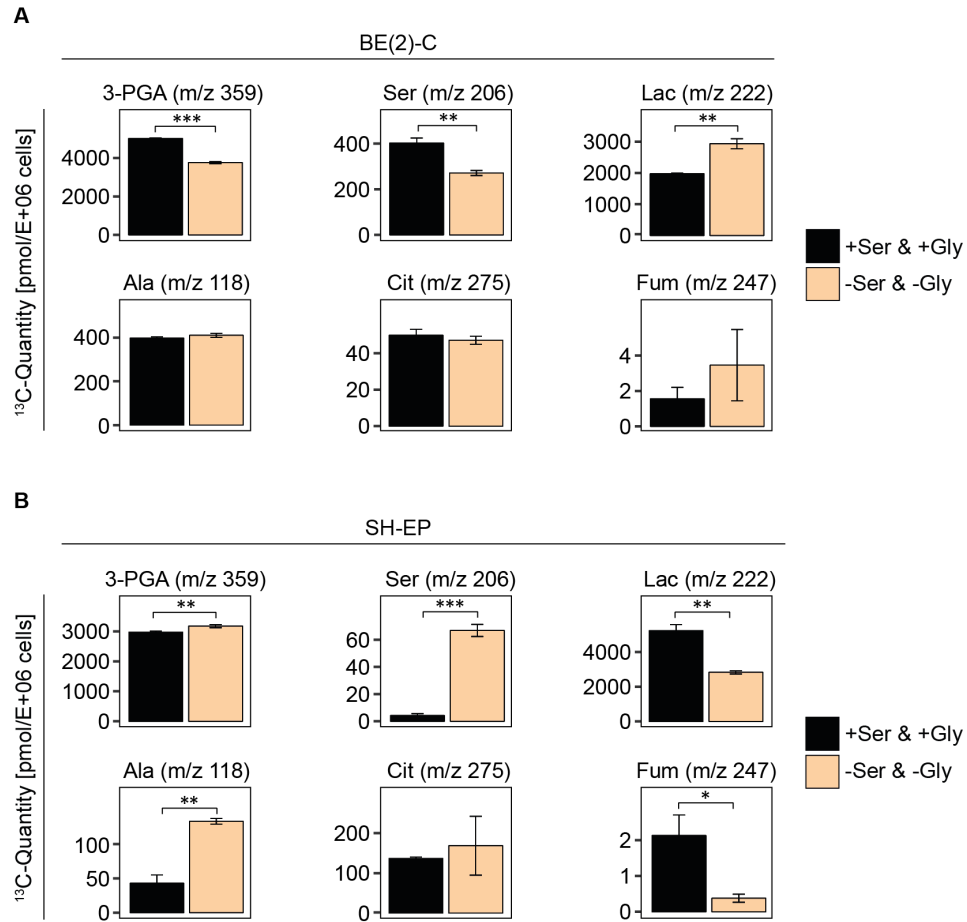 A
BE(2)-C
¹³C-Quantity [pmol/E+06 cells]
3-PGA (m/z 359)
***
4000
2000
0
Ser (m/z 206)
**
400
200
0
Lac (m/z 222)
**
3000
2000
1000
0
Ala (m/z 118)
400
200
0
Cit (m/z 275)
40
20
0
Fum (m/z 247)
4
2
0
+Ser & +Gly
-Ser & -Gly
B
SH-EP
¹³C-Quantity [pmol/E+06 cells]
3-PGA (m/z 359)
**
3000
2000
1000
0
Ser (m/z 206)
***
60
40
20
0
Lac (m/z 222)
**
4000
2000
0
Ala (m/z 118)
**
100
50
0
Cit (m/z 275)
200
100
0
Fum (m/z 247)
*
2
1
0
+Ser & +Gly
-Ser & -Gly